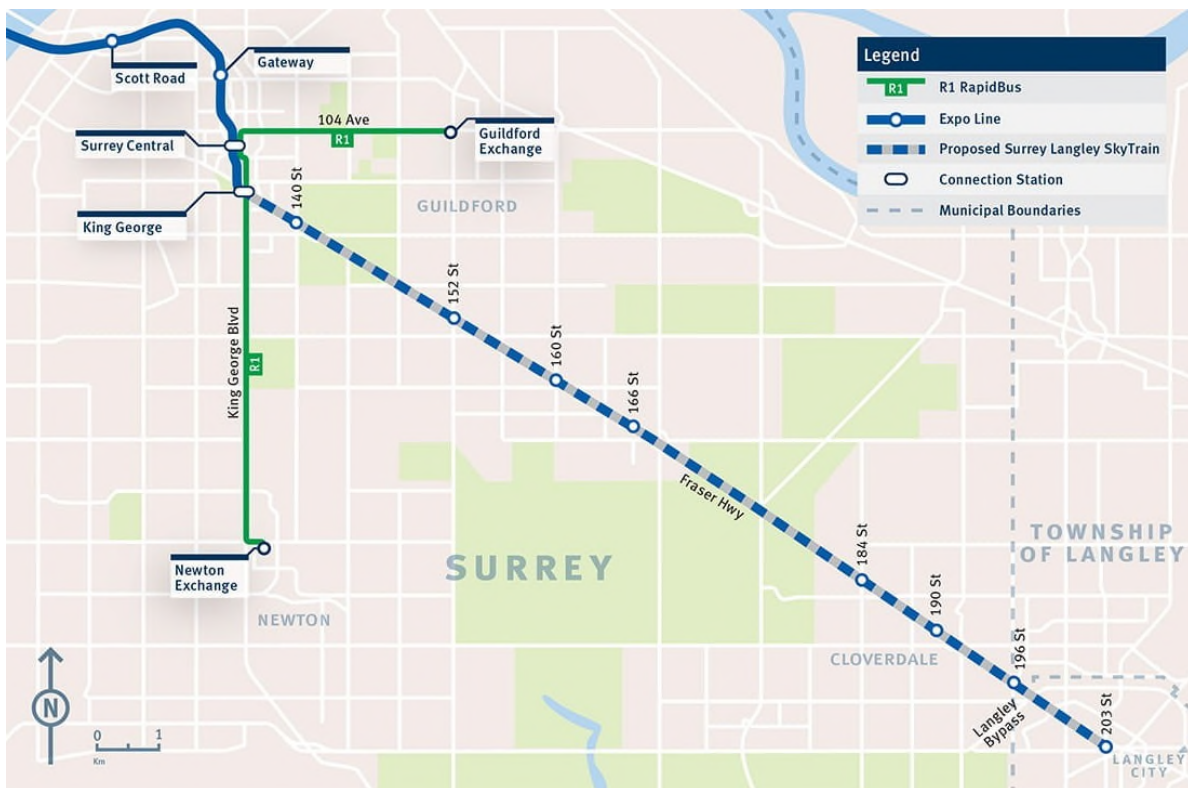 Scott Road
Gateway
Surrey Central
King George
104 Ave
R1
Guildford
Exchange
GUILDFORD
140 St
152 St
160 St
166 St
King George Blvd
R1
Fraser Hwy
184 St
190 St
196 St
203 St
Newton
Exchange
NEWTON
SURREY
CLOVERDALE
TOWNSHIP
OF LANGLEY
Langley
Bypass
LANGLEY
CITY
Legend
R1
R1 RapidBus
Expo Line
Proposed Surrey Langley SkyTrain
Connection Station
Municipal Boundaries
N
0 1
Km